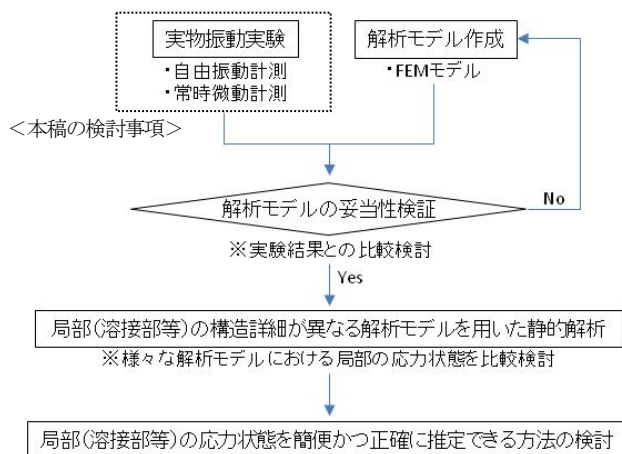 実物振動実験
・自由振動計測
・常時微動計測
解析モデル作成
・FEMモデル
＜本稿の検討事項＞
解析モデルの妥当性検証
No
※実験結果との比較検討
Yes
局部(溶接部等)の構造詳細が異なる解析モデルを用いた静的解析
※様々な解析モデルにおける局部の応力状態を比較検討
局部(溶接部等)の応力状態を簡便かつ正確に推定できる方法の検討